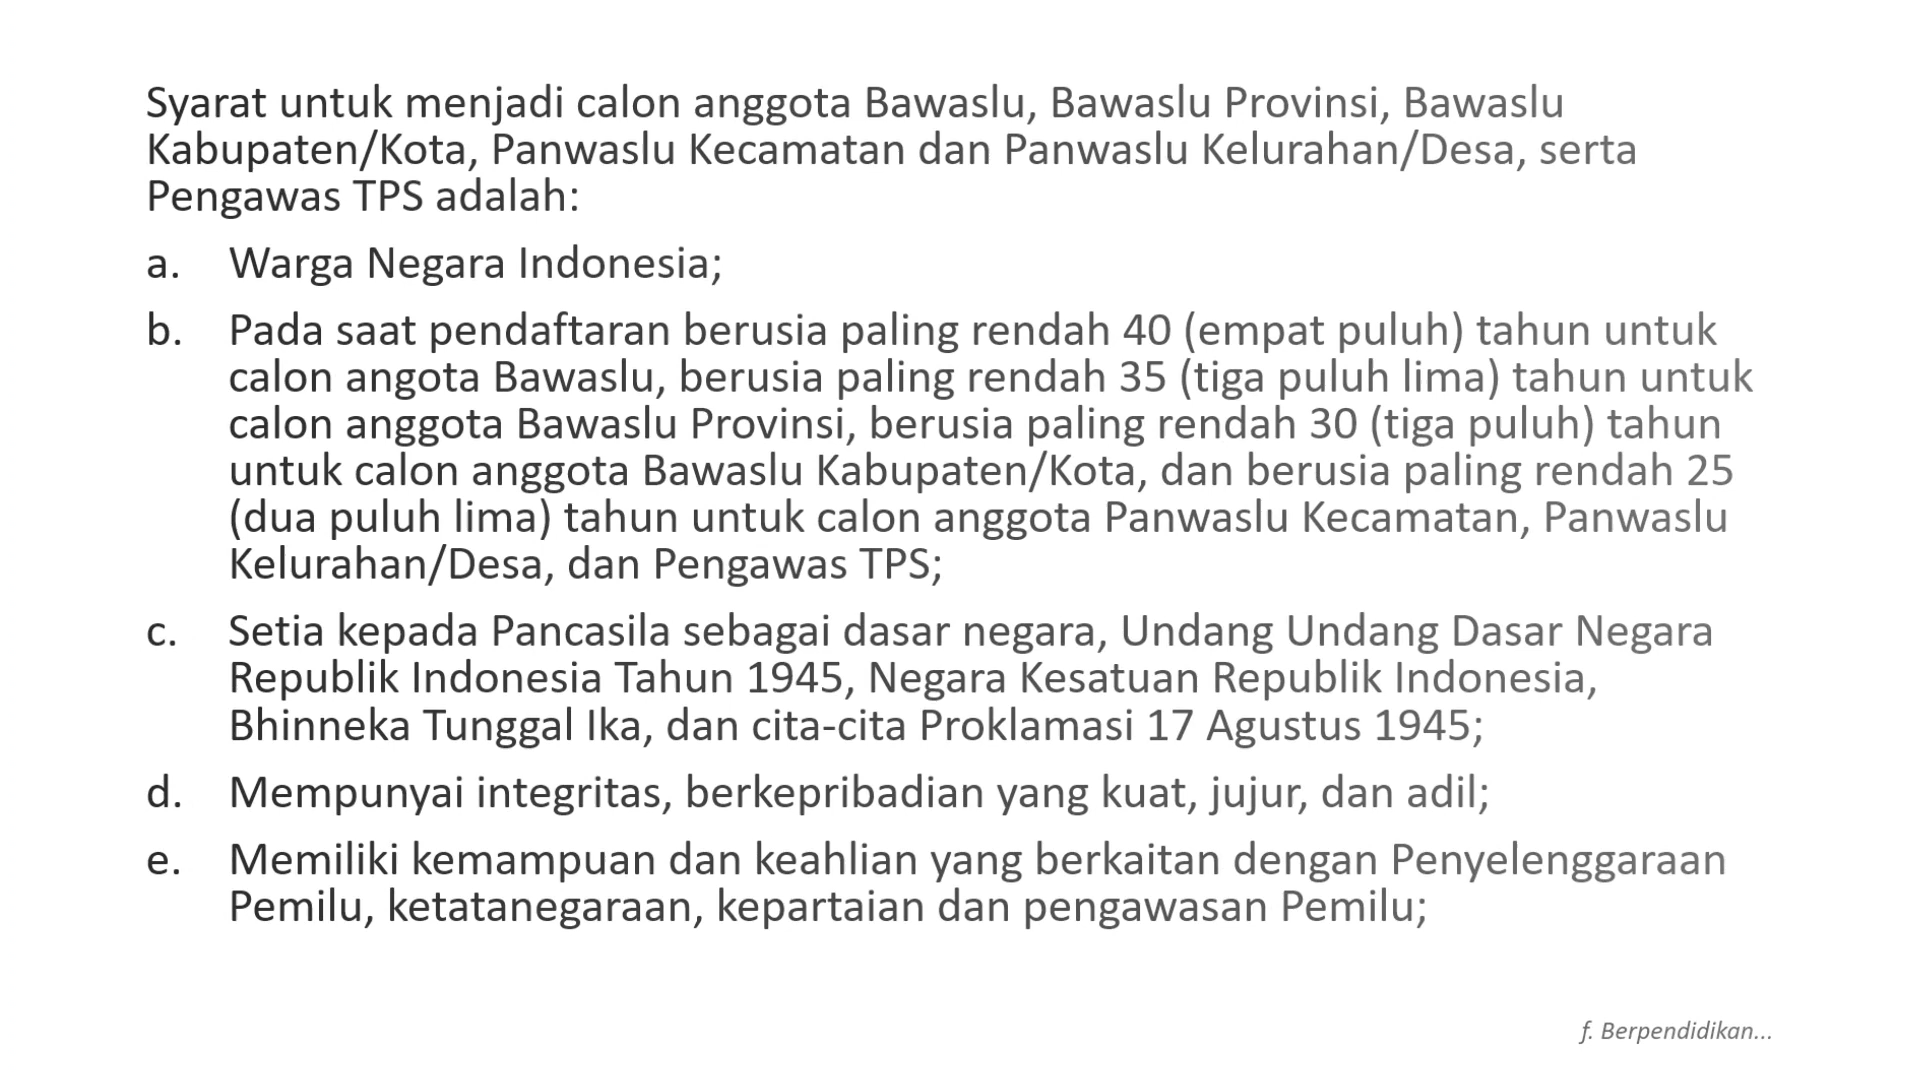 Syarat untuk menjadi calon anggota Bawaslu, Bawaslu Provinsi, Bawaslu
Kabupaten/Kota, Panwaslu Kecamatan dan Panwaslu Kelurahan/Desa, serta
Pengawas TPS adalah:
a. Warga Negara Indonesia;
b. Pada saat pendaftaran berusia paling rendah 40 (empat puluh) tahun untuk
calon angota Bawaslu, berusia paling rendah 35 (tiga puluh lima) tahun untuk
calon anggota Bawaslu Provinsi, berusia paling rendah 30 (tiga puluh) tahun
untuk calon anggota Bawaslu Kabupaten/Kota, dan berusia paling rendah 25
(dua puluh lima) tahun untuk calon anggota Panwaslu Kecamatan, Panwaslu
Kelurahan/Desa, dan Pengawas TPS;
c. Setia kepada Pancasila sebagai dasar negara, Undang Undang Dasar Negara
Republik Indonesia Tahun 1945, Negara Kesatuan Republik Indonesia,
Bhinneka Tunggal Ika, dan cita-cita Proklamasi 17 Agustus 1945;
d. Mempunyai integritas, berkepribadian yang kuat, jujur, dan adil;
e. Memiliki kemampuan dan keahlian yang berkaitan dengan Penyelenggaraan
Pemilu, ketatanegaraan, kepartaian dan pengawasan Pemilu;
f. Berpendidikan...